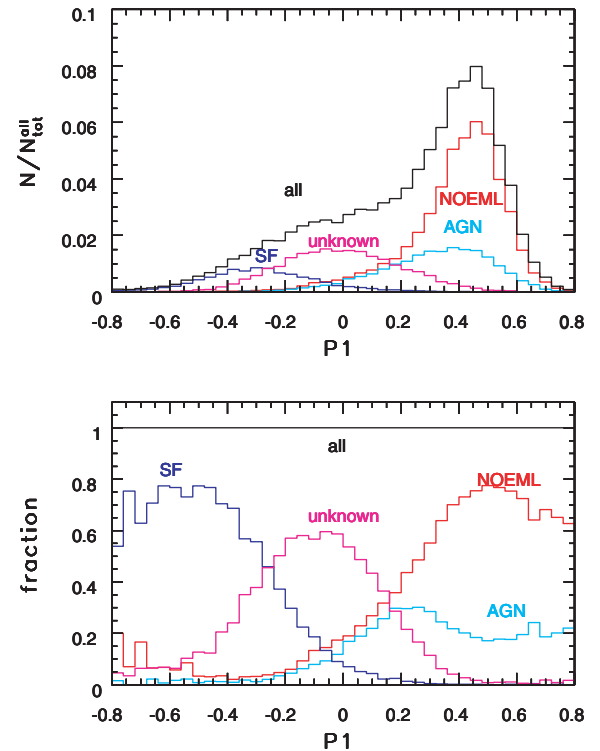 0.1
0.08
0.06
0.04
0.02
0
N/N all tot
all
NOEML
AGN
unknown
SF
-0.8 -0.6 -0.4 -0.2 0 0.2 0.4 0.6 0.8
P1
1
0.8
0.6
0.4
0.2
0
fraction
all
SF
NOEML
unknown
AGN
-0.8 -0.6 -0.4 -0.2 0 0.2 0.4 0.6 0.8
P1